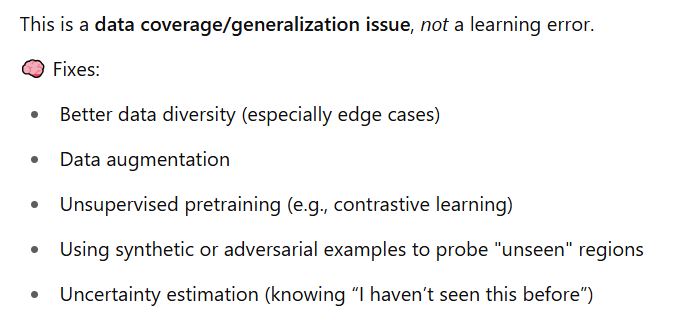 This is a data coverage/generalization issue, not a learning error.
🧠 Fixes:
• Better data diversity (especially edge cases)
• Data augmentation
• Unsupervised pretraining (e.g., contrastive learning)
• Using synthetic or adversarial examples to probe "unseen" regions
• Uncertainty estimation (knowing “I haven’t seen this before”)